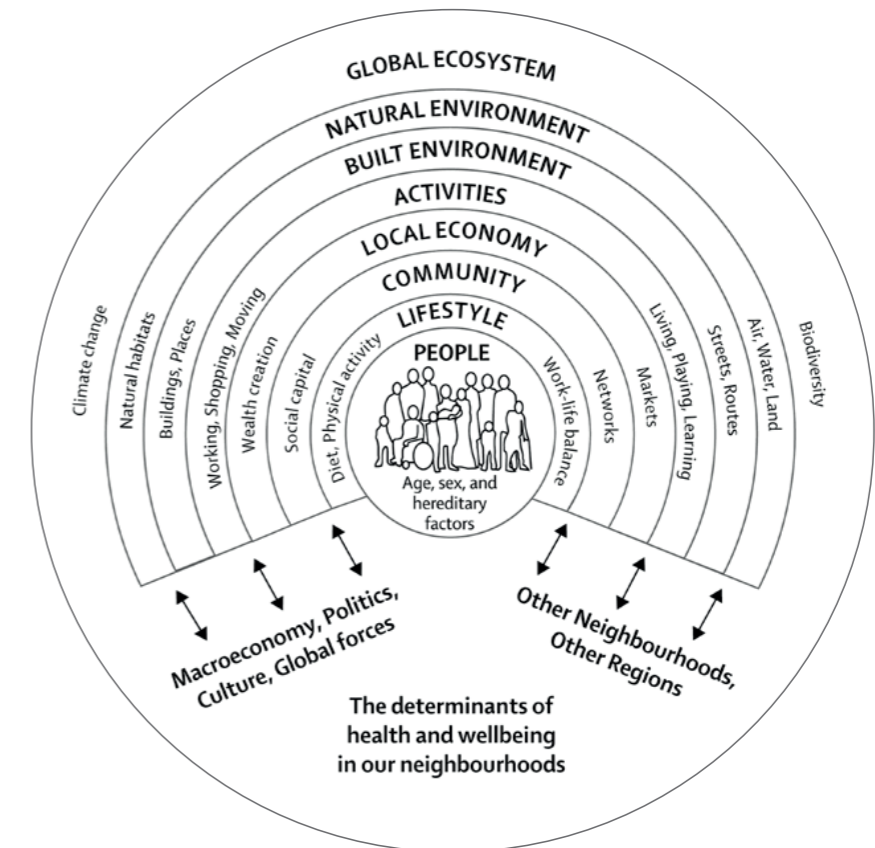 GLOBAL ECOSYSTEM
NATURAL ENVIRONMENT
BUILT ENVIRONMENT
ACTIVITIES
LOCAL ECONOMY
COMMUNITY
LIFESTYLE
PEOPLE
Climate change
Natural habitats
Buildings, Places
Working, Shopping, Moving
Wealth creation
Social capital
Diet, Physical activity
Work-life balance
Networks
Markets
Living, Playing, Learning
Streets, Routes
Air, Water, Land
Biodiversity
Age, sex, and
hereditary
factors
Macroeconomy, Politics,
Culture, Global forces
Other Neighbourhoods,
Other Regions
The determinants of
health and wellbeing
in our neighbourhoods